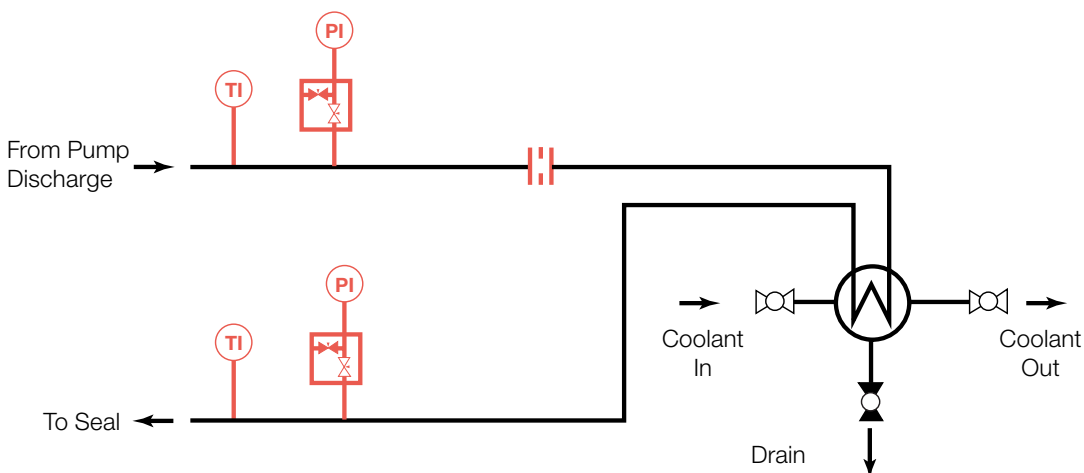 PI
TI
From Pump
Discharge
PI
TI
Coolant
In
Coolant
Out
To Seal
Drain